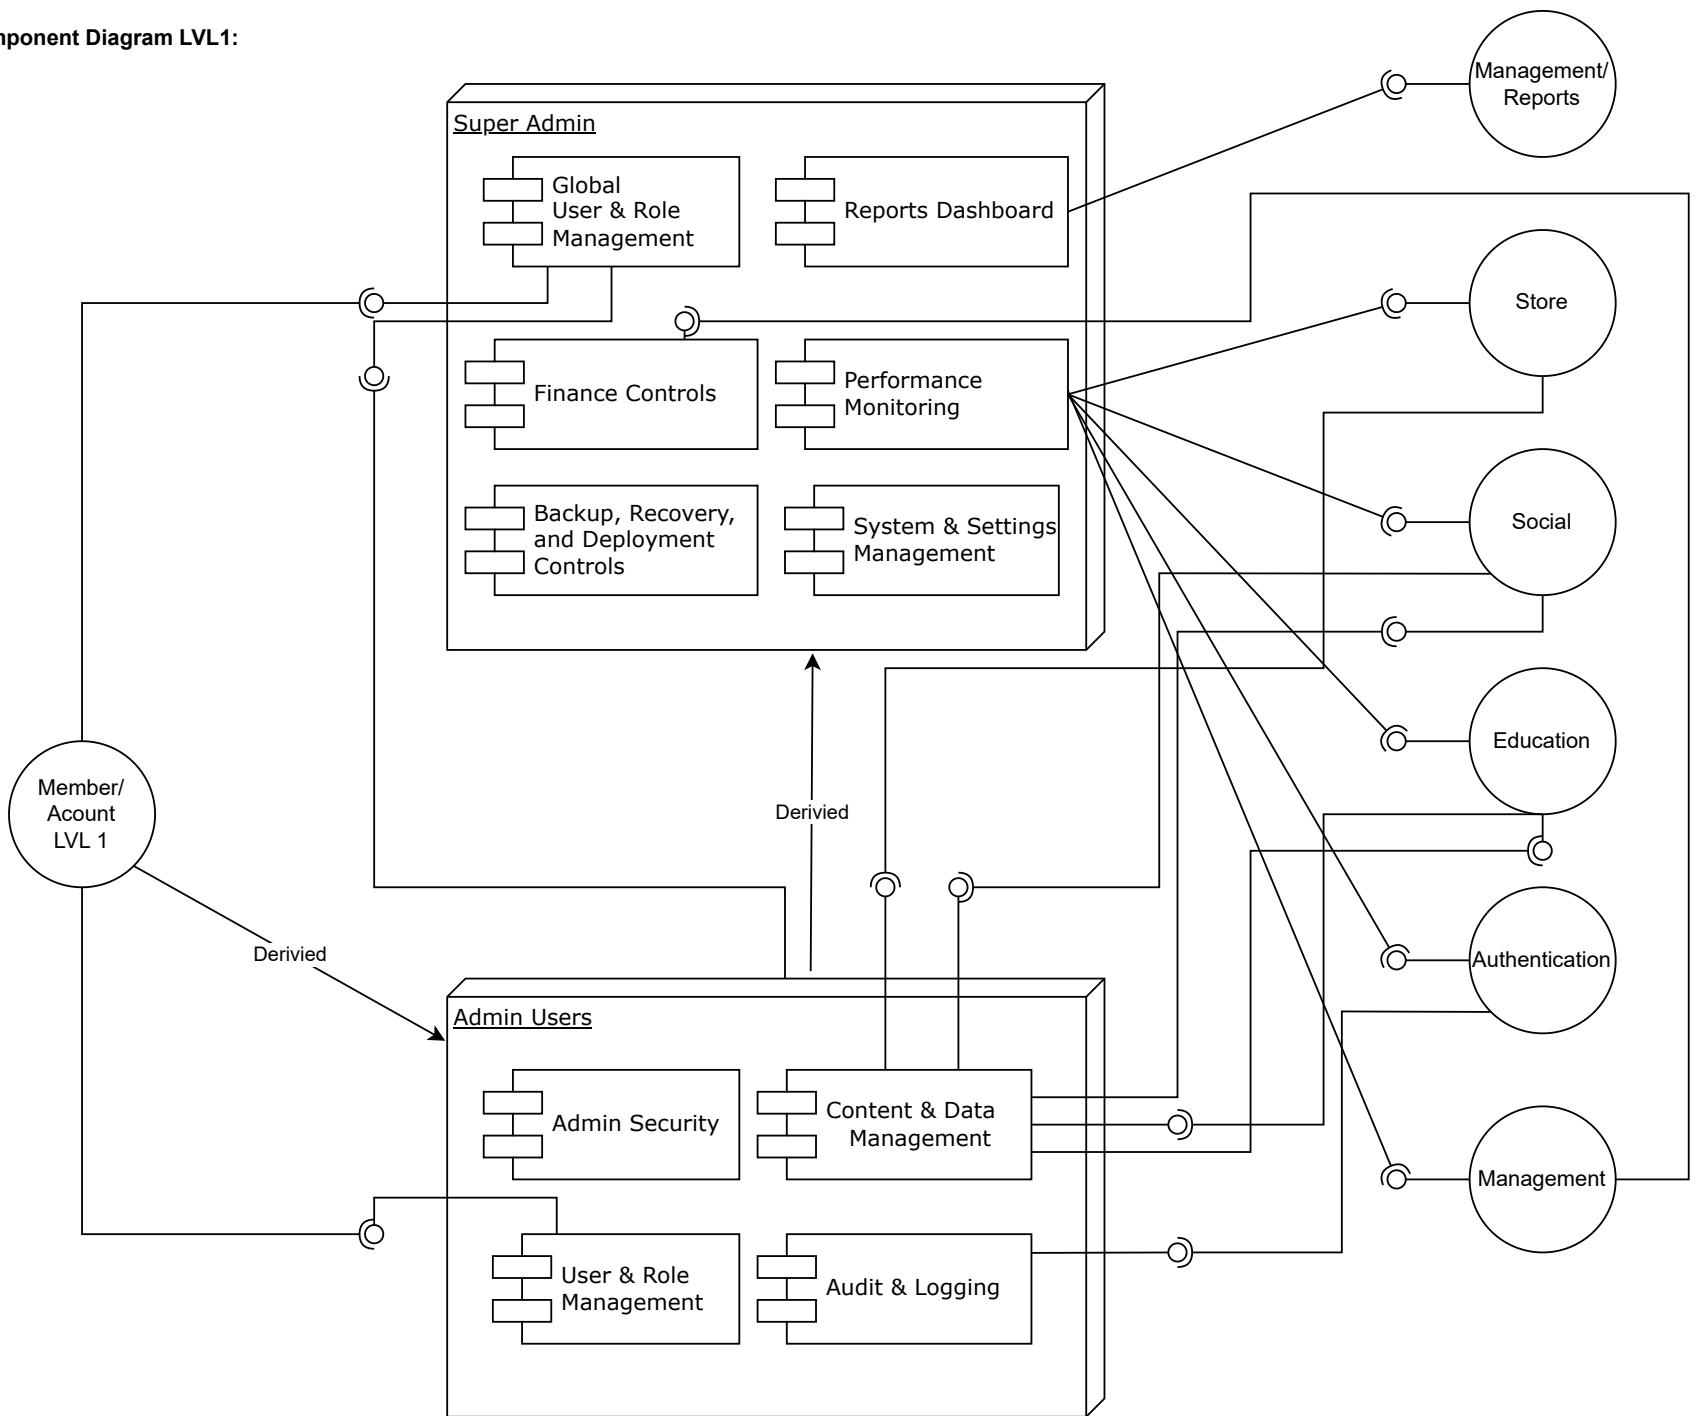 mponent Diagram LVL1:
Management/
Reports
Super Admin
Global
User & Role
Management
Reports Dashboard
Store
Finance Controls
Performance
Monitoring
Backup, Recovery,
and Deployment
Controls
System & Settings
Management
Social
Education
Member/
Acount
LVL 1
Derivied
Derivied
Authentication
Admin Users
Admin Security
Content & Data
Management
Management
User & Role
Management
Audit & Logging